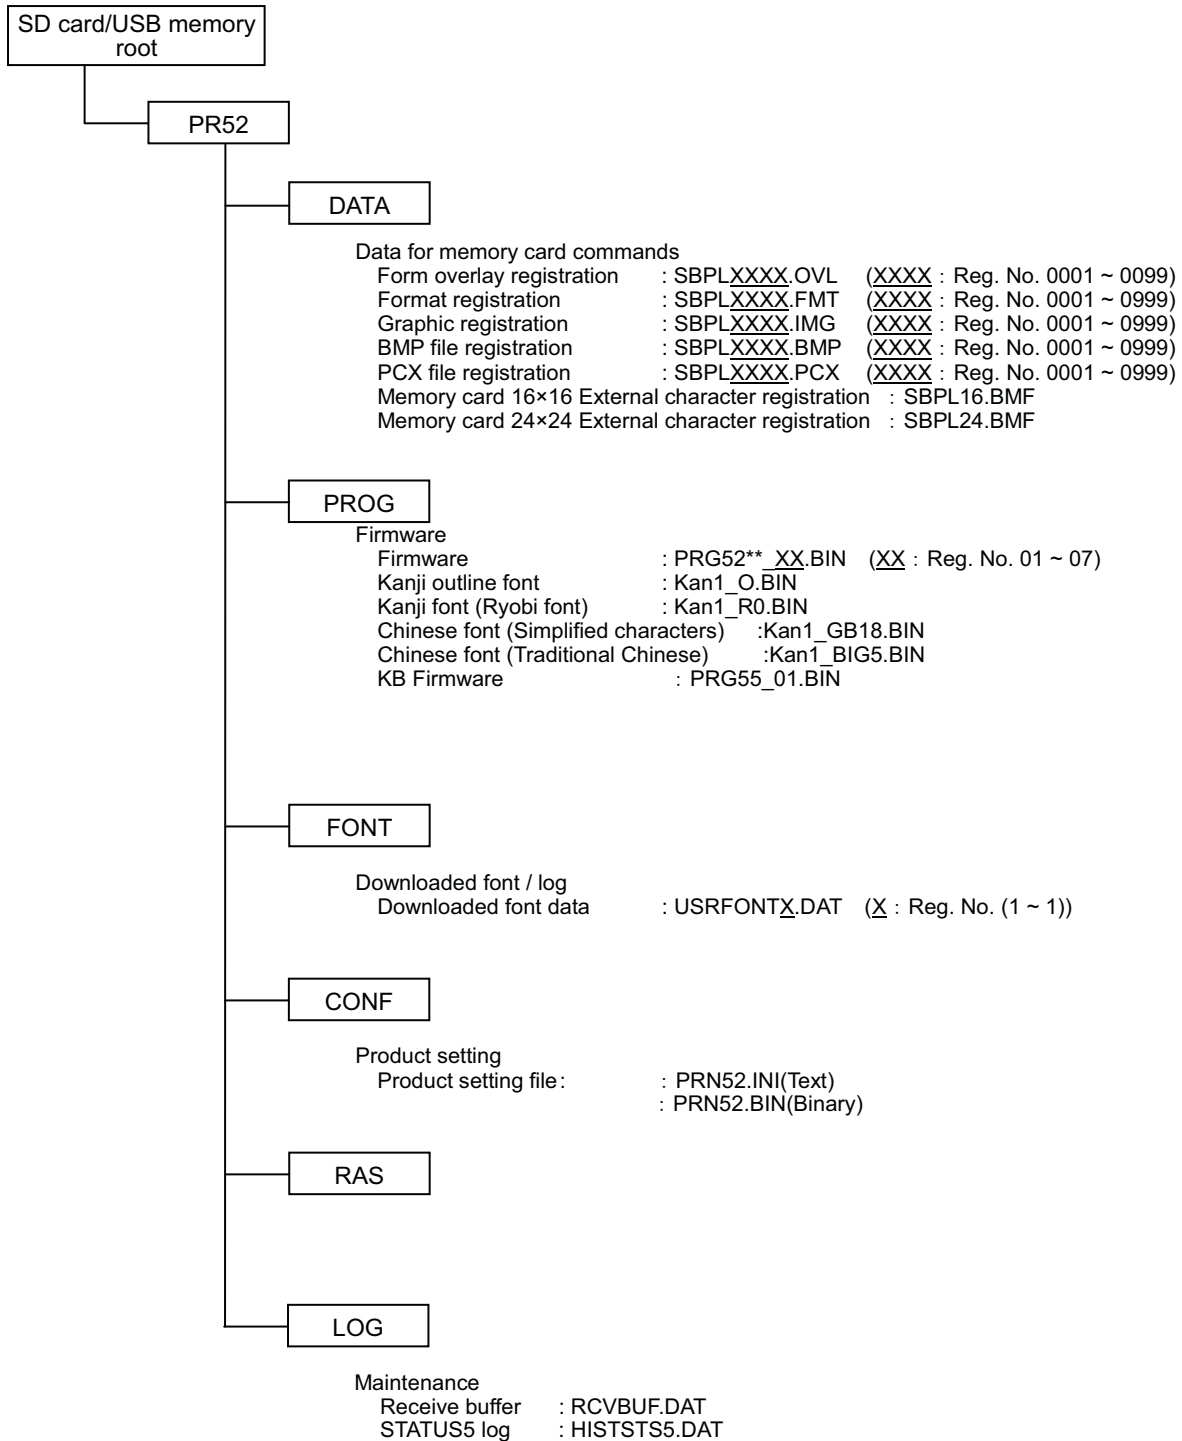 SD card/USB memory
root
PR52
DATA
Data for memory card commands
Form overlay registration : SBPLXXXX.OVL (XXXX : Reg. No. 0001 ~ 0099)
Format registration : SBPLXXXX.FMT (XXXX : Reg. No. 0001 ~ 0999)
Graphic registration : SBPLXXXX.IMG (XXXX : Reg. No. 0001 ~ 0999)
BMP file registration : SBPLXXXX.BMP (XXXX : Reg. No. 0001 ~ 0999)
PCX file registration : SBPLXXXX.PCX (XXXX : Reg. No. 0001 ~ 0999)
Memory card 16×16 External character registration : SBPL16.BMF
Memory card 24×24 External character registration : SBPL24.BMF
PROG
Firmware
Firmware : PRG52**_XX.BIN (XX : Reg. No. 01 ~ 07)
Kanji outline font : Kan1_O.BIN
Kanji font (Ryobi font) : Kan1_R0.BIN
Chinese font (Simplified characters) :Kan1_GB18.BIN
Chinese font (Traditional Chinese) :Kan1_BIG5.BIN
KB Firmware : PRG55_01.BIN
FONT
Downloaded font / log
Downloaded font data : USRFONTX.DAT (X : Reg. No. (1 ~ 1))
CONF
Product setting
Product setting file: : PRN52.INI(Text)
: PRN52.BIN(Binary)
RAS
LOG
Maintenance
Receive buffer : RCVBUF.DAT
STATUS5 log : HISTSTS5.DAT